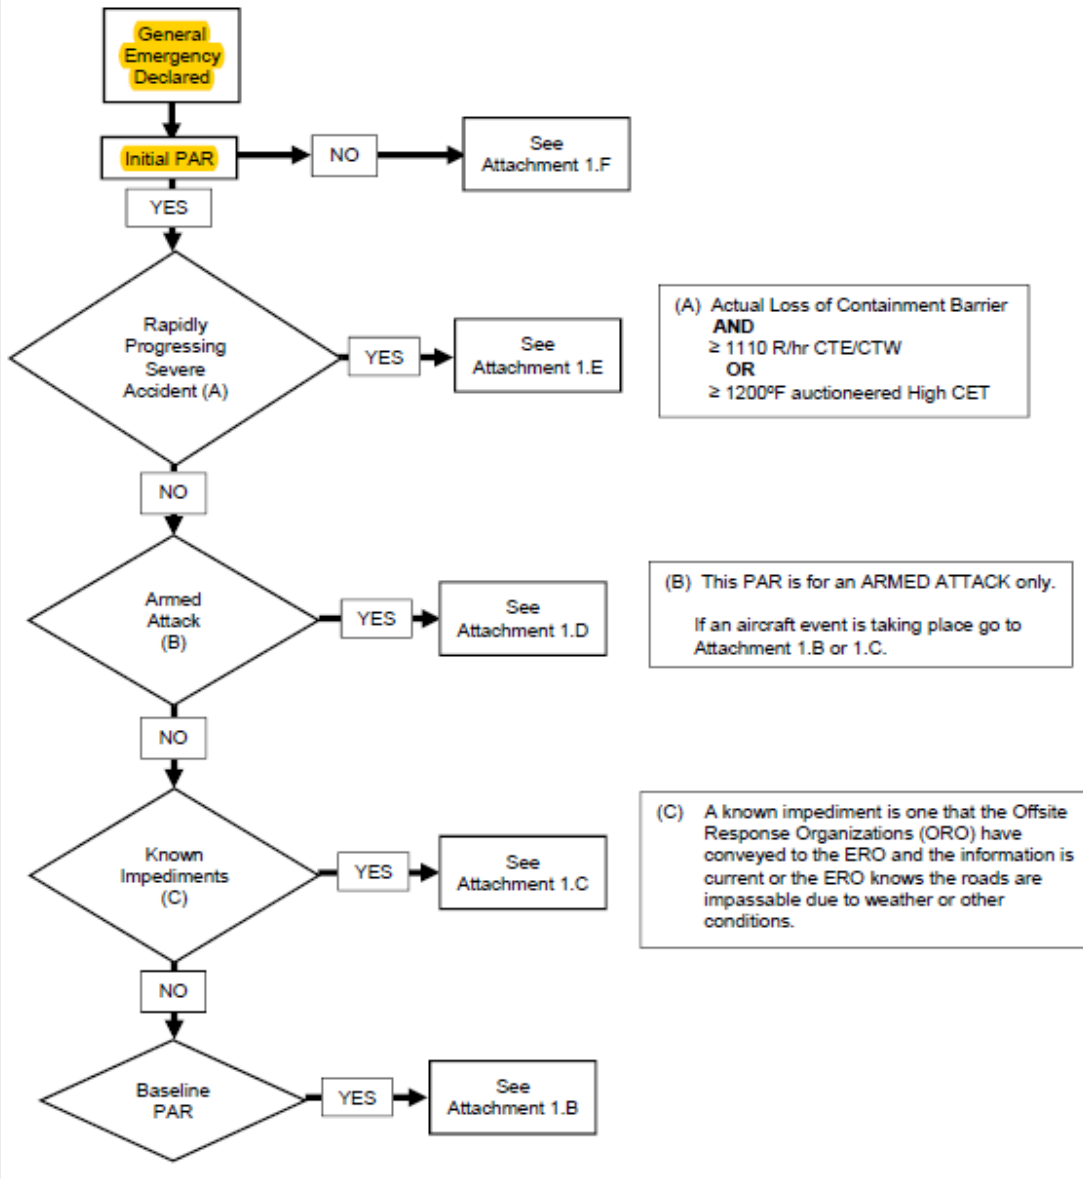 General
Emergency
Declared
Initial PAR
NO
See
Attachment 1.F
YES
Rapidly
Progressing
Severe
Accident (A)
YES
See
Attachment 1.E
(A) Actual Loss of Containment Barrier
AND
≥ 1110 R/hr CTE/CTW
OR
≥ 1200ºF auctioneered High CET
NO
Armed
Attack
(B)
YES
See
Attachment 1.D
(B) This PAR is for an ARMED ATTACK only.
If an aircraft event is taking place go to
Attachment 1.B or 1.C.
NO
Known
Impediments
(C)
YES
See
Attachment 1.C
(C) A known impediment is one that the Offsite
Response Organizations (ORO) have
conveyed to the ERO and the information is
current or the ERO knows the roads are
impassable due to weather or other
conditions.
NO
Baseline
PAR
YES
See
Attachment 1.B